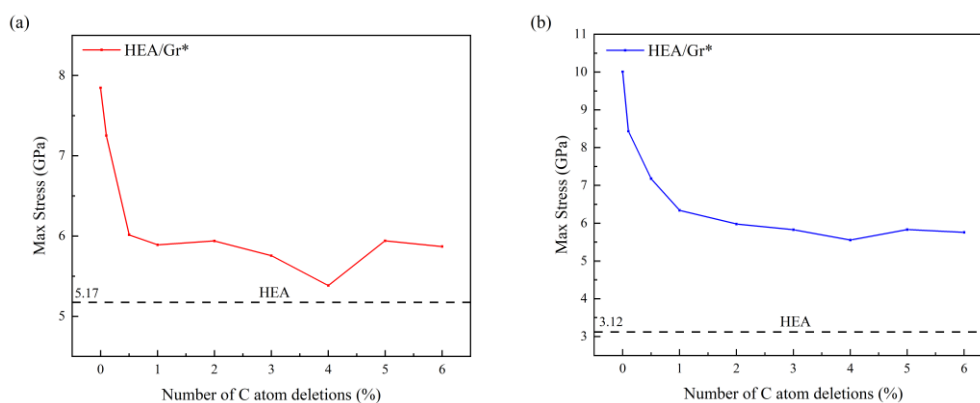 (a)
HEA/Gr*
8
7
6
5
Max Stress (GPa)
5.17
HEA
0 1 2 3 4 5 6
Number of C atom deletions (%)
(b)
HEA/Gr*
11
10
9
8
7
6
5
4
3
Max Stress (GPa)
3.12
HEA
0 1 2 3 4 5 6
Number of C atom deletions (%)